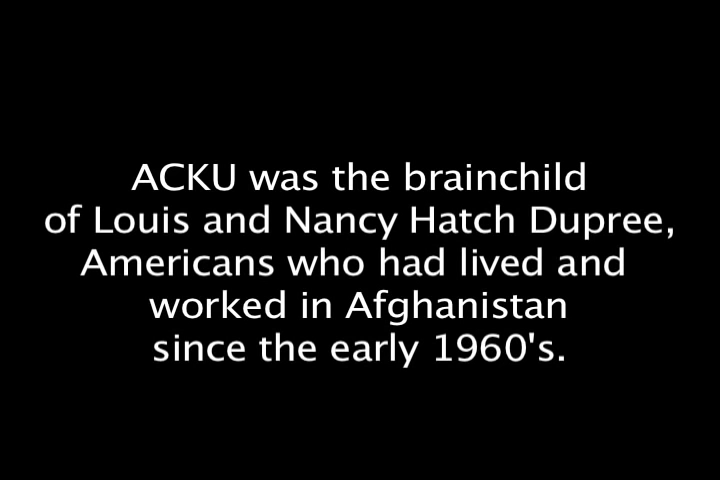 ACKU was the brainchild
of Louis and Nancy Hatch Dupree,
Americans who had lived and
worked in Afghanistan
since the early 1960's.